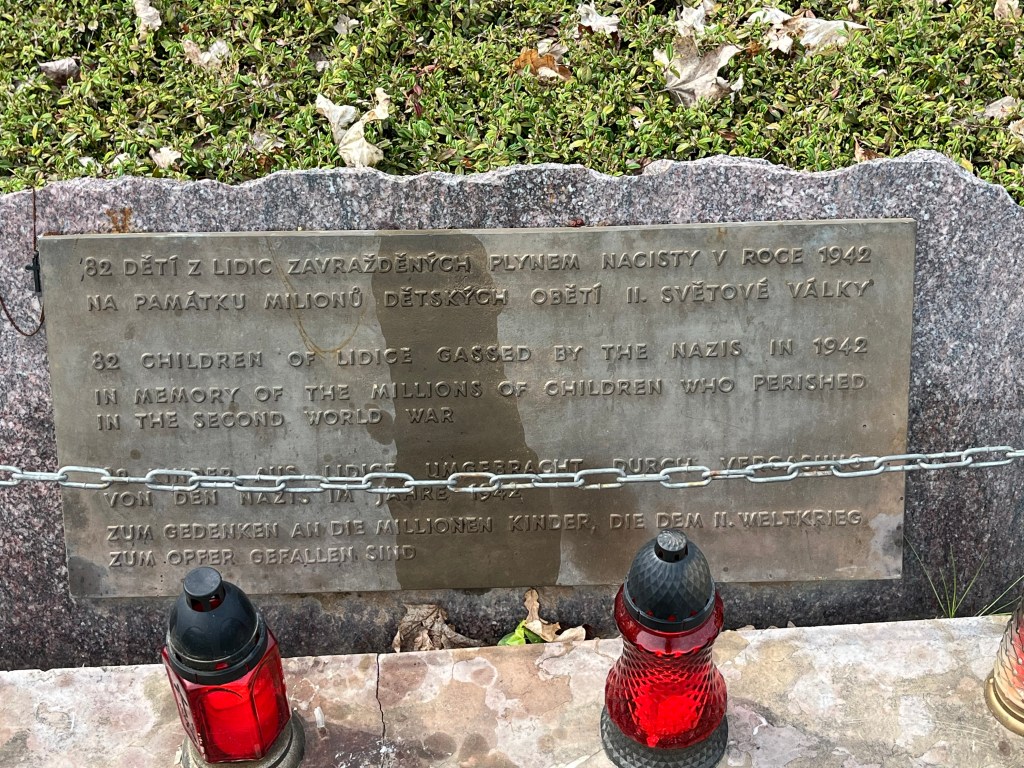 82 DĚTÍ Z LIDIC ZAVRAŽDĚNÝCH PLYNEM NACISTY V ROCE 1942
NA PAMÁTKU MILIONŮ DĚTSKÝCH OBĚTÍ II. SVĚTOVÉ VÁLKY
82 CHILDREN OF LIDICE GASSED BY THE NAZIS IN 1942
IN MEMORY OF THE MILLIONS OF CHILDREN WHO PERISHED
IN THE SECOND WORLD WAR
82 KINDER AUS LIDICE UMGEBRACHT DURCH VERGASUNG
VON DEN NAZIS IM JAHRE 1942
ZUM GEDENKEN AN DIE MILLIONEN KINDER, DIE DEM II. WELTKRIEG
ZUM OPFER GEFALLEN SIND